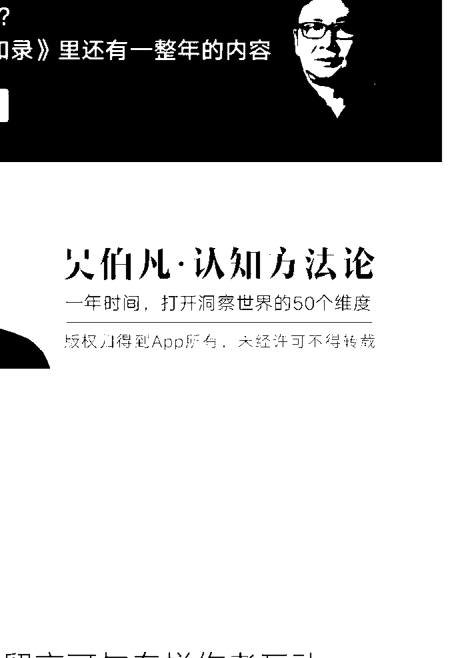 ?
录》里还有一整年的内容
吴伯凡·认知方法论
一年时间，打开洞察世界的50个维度
版权归得到App所有，未经许可不得转载